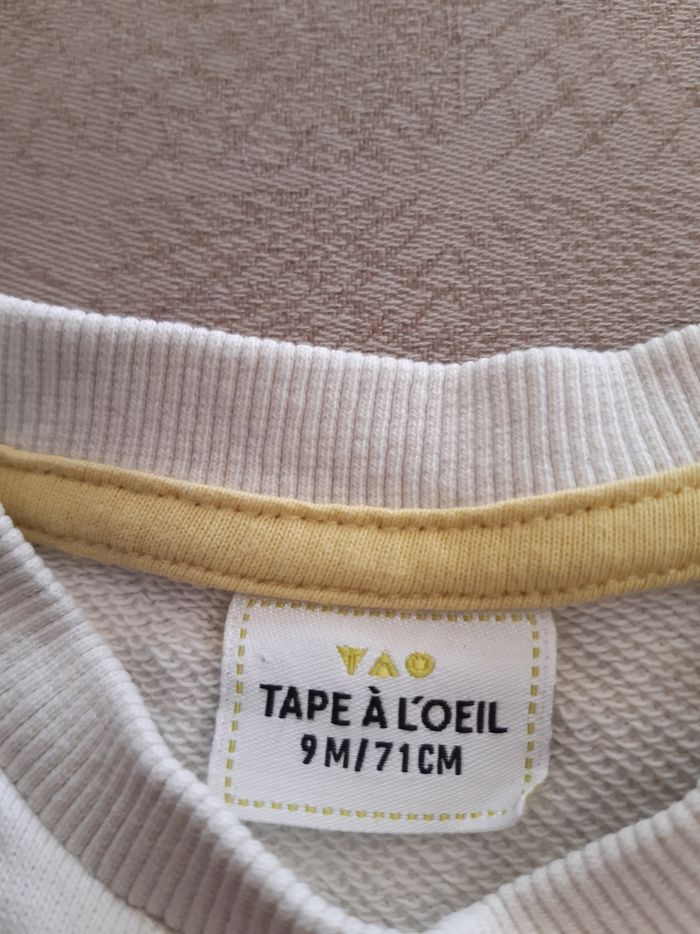 TAO
TAPE À L'OEIL
9M/71CM